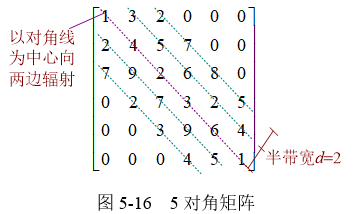 以对角线
为中心向
两边辐射
1 3 2 0 0 0
2 4 5 7 0 0
7 9 2 6 8 0
0 2 7 3 2 5
0 0 3 9 6 4
0 0 0 4 5 1
半带宽d=2
图 5-16 5 对角矩阵